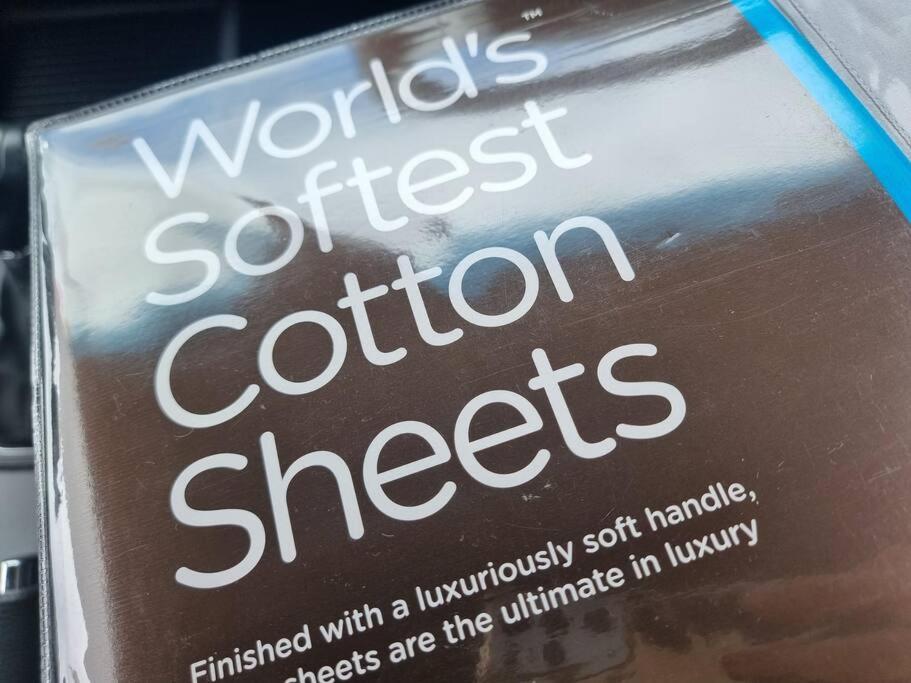 World's™
Softest
Cotton
Sheets
Finished with a luxuriously soft handle,
sheets are the ultimate in luxury